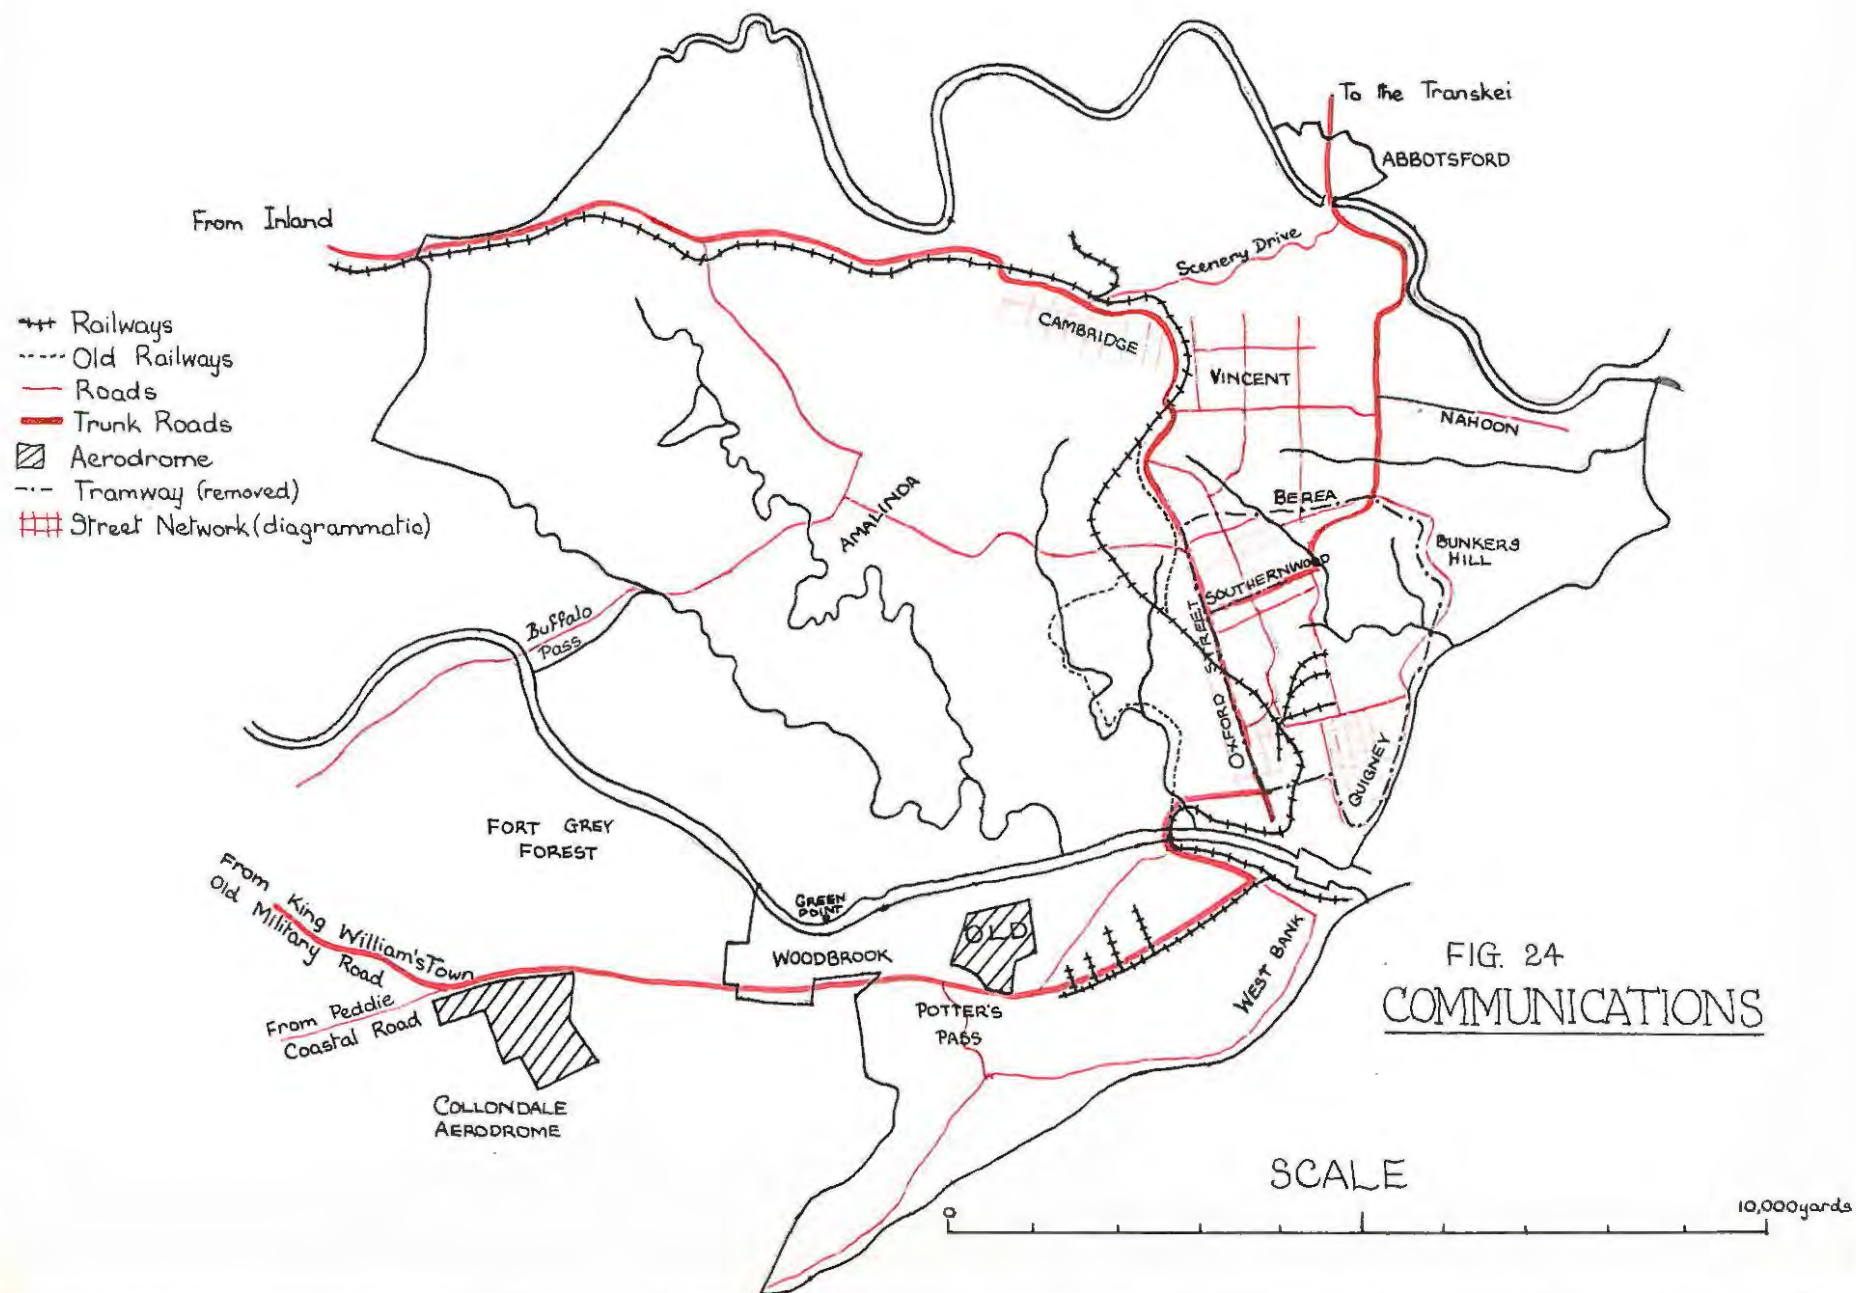 To the Transkei
ABBOTSFORD
From Inland
Scenery Drive
Railways
Old Railways
Roads
Trunk Roads
Aerodrome
Tramway (removed)
Street Network (diagrammatic)
CAMBRIDGE
VINCENT
NAHOON
BEREA
BUNKERS
HILL
AMALINDA
SOUTHERNWOOD
OXFORD STREET
QUIGNEY
Buffalo
Pass
FORT GREY
FOREST
From King William's Town
Old Military Road
From Peddie
Coastal Road
GREEN
POINT
WOODBROOK
OLD
POTTER'S
PASS
WEST BANK
COLLONDALE
AERODROME
FIG. 24
COMMUNICATIONS
SCALE
0
10,000 yards